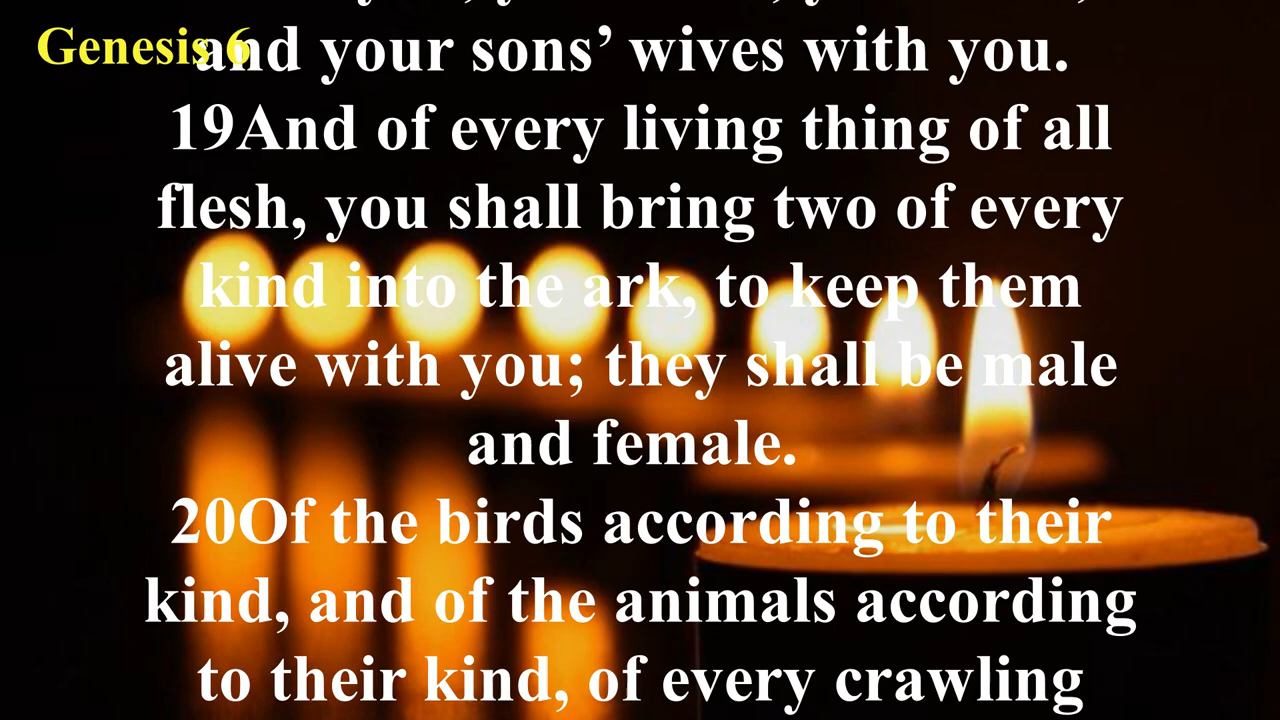 Genesis 6
and your sons’ wives with you.
19And of every living thing of all
flesh, you shall bring two of every
kind into the ark, to keep them
alive with you; they shall be male
and female.
20Of the birds according to their
kind, and of the animals according
to their kind, of every crawling